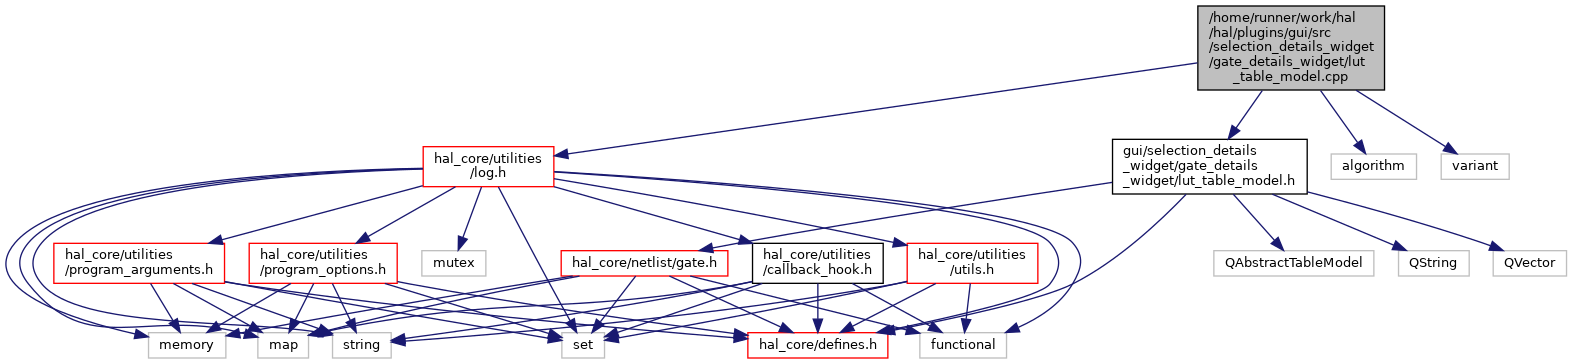 /home/runner/work/hal
/hal/plugins/gui/src
/selection_details_widget
/gate_details_widget/lut
_table_model.cpp
hal_core/utilities
/log.h
gui/selection_details
_widget/gate_details
_widget/lut_table_model.h
algorithm
variant
hal_core/utilities
/program_arguments.h
hal_core/utilities
/program_options.h
mutex
hal_core/netlist/gate.h
hal_core/utilities
/callback_hook.h
hal_core/utilities
/utils.h
QAbstractTableModel
QString
QVector
memory
map
string
set
hal_core/defines.h
functional